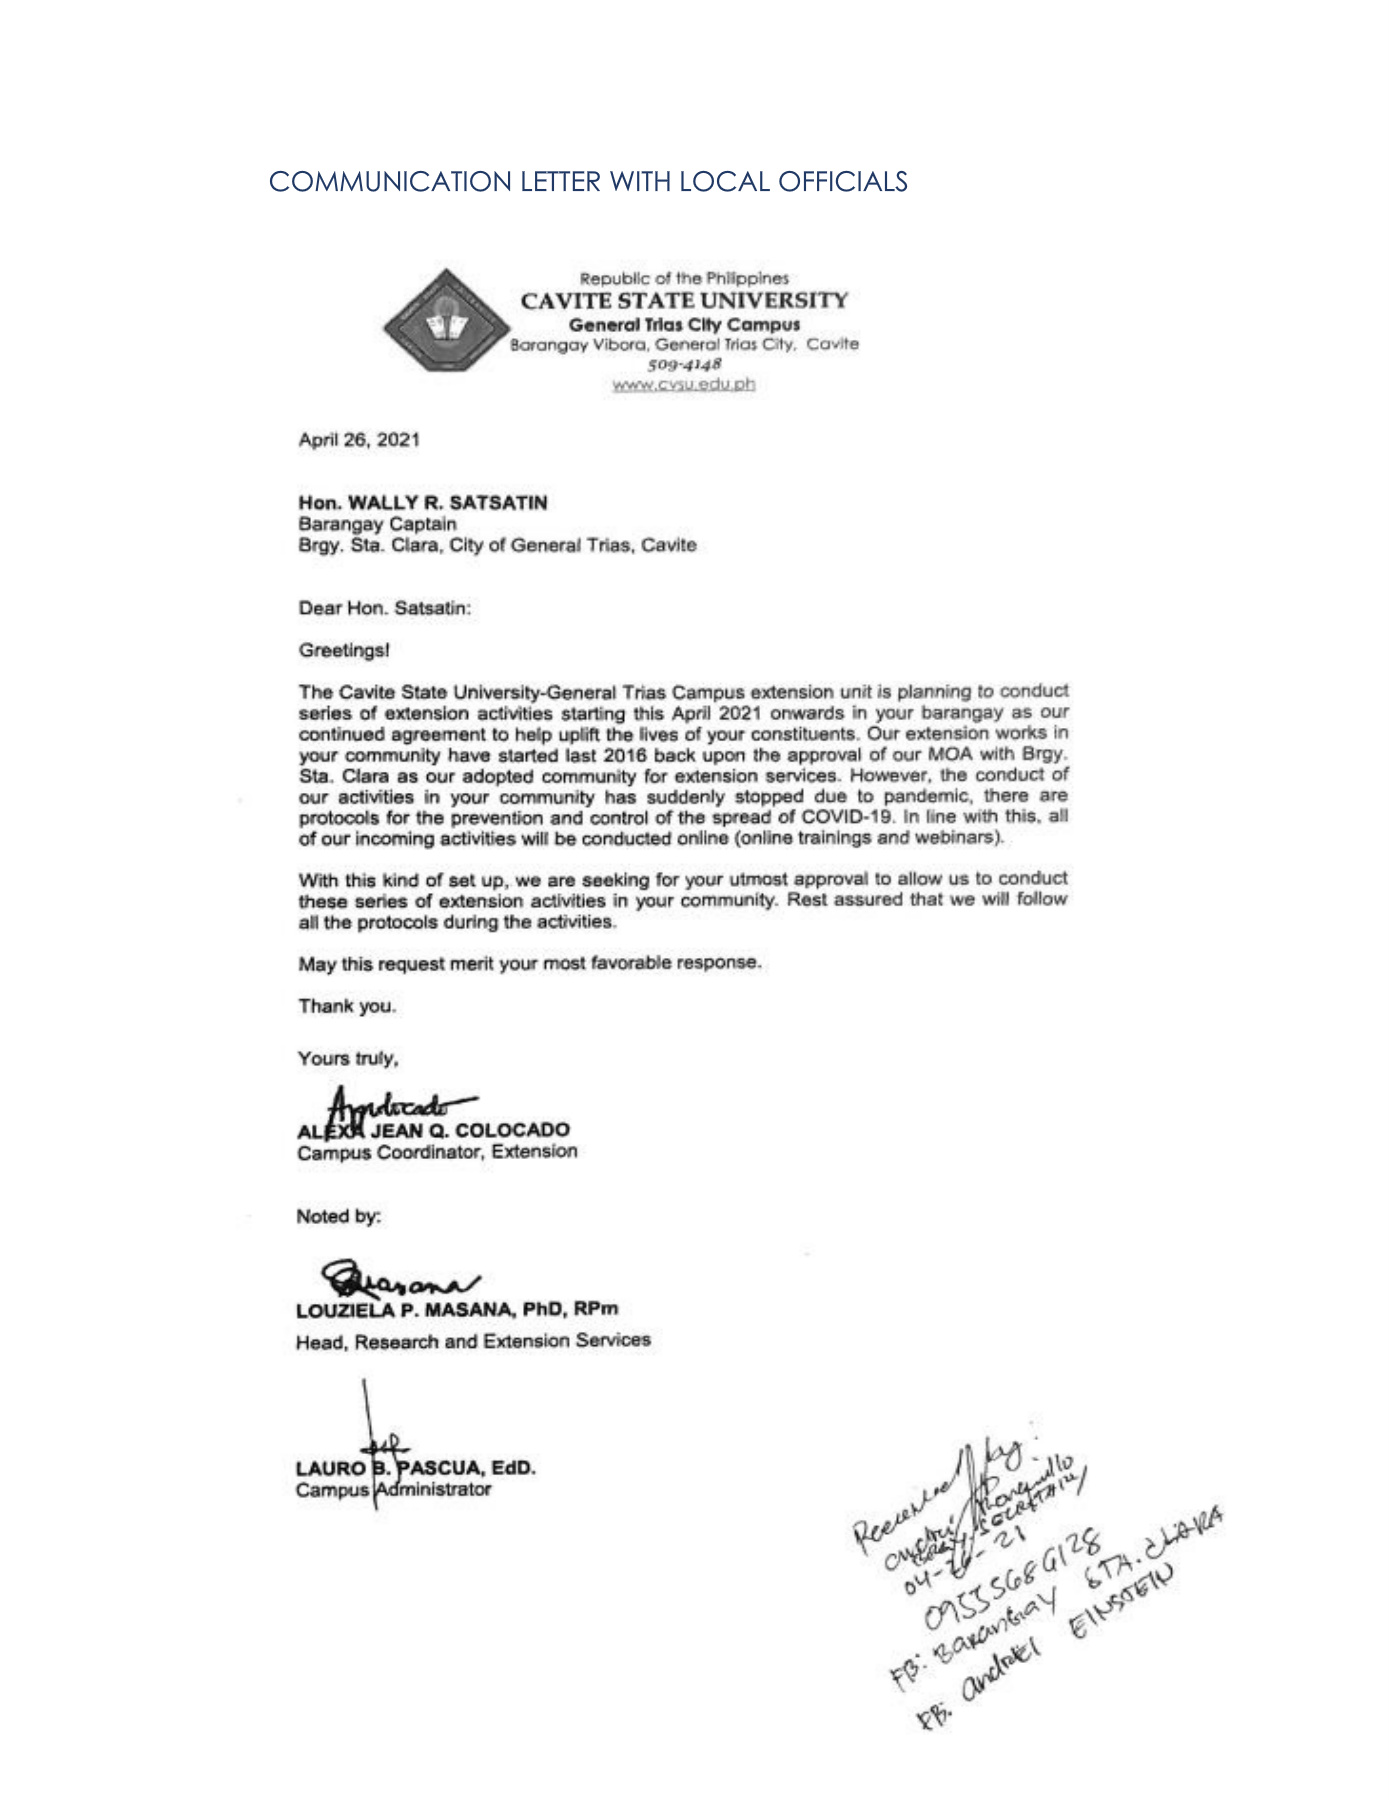 COMMUNICATION LETTER WITH LOCAL OFFICIALS
Republic of the Philippines
CAVITE STATE UNIVERSITY
General Trias City Campus
Barangay Vibora, General Trias City, Cavite
509-4148
www.cvsu.edu.ph
April 26, 2021
Hon. WALLY R. SATSATIN
Barangay Captain
Brgy. Sta. Clara, City of General Trias, Cavite
Dear Hon. Satsatin:
Greetings!
The Cavite State University-General Trias Campus extension unit is planning to conduct
series of extension activities starting this April 2021 onwards in your barangay as our
continued agreement to help uplift the lives of your constituents. Our extension works in
your community have started last 2016 back upon the approval of our MOA with Brgy.
Sta. Clara as our adopted community for extension services. However, the conduct of
our activities in your community has suddenly stopped due to pandemic, there are
protocols for the prevention and control of the spread of COVID-19. In line with this, all
of our incoming activities will be conducted online (online trainings and webinars).
With this kind of set up, we are seeking for your utmost approval to allow us to conduct
these series of extension activities in your community. Rest assured that we will follow
all the protocols during the activities.
May this request merit your most favorable response.
Thank you.
Yours truly,
ALEXA JEAN Q. COLOCADO
Campus Coordinator, Extension
Noted by:
Masana
LOUZIELA P. MASANA, PhD, RPm
Head, Research and Extension Services
LAURO B. PASCUA, EdD.
Campus Administrator
by:
SECRETARY
21
FB: Barangay STA. CLARA
FB: Andrei EINSTEIN